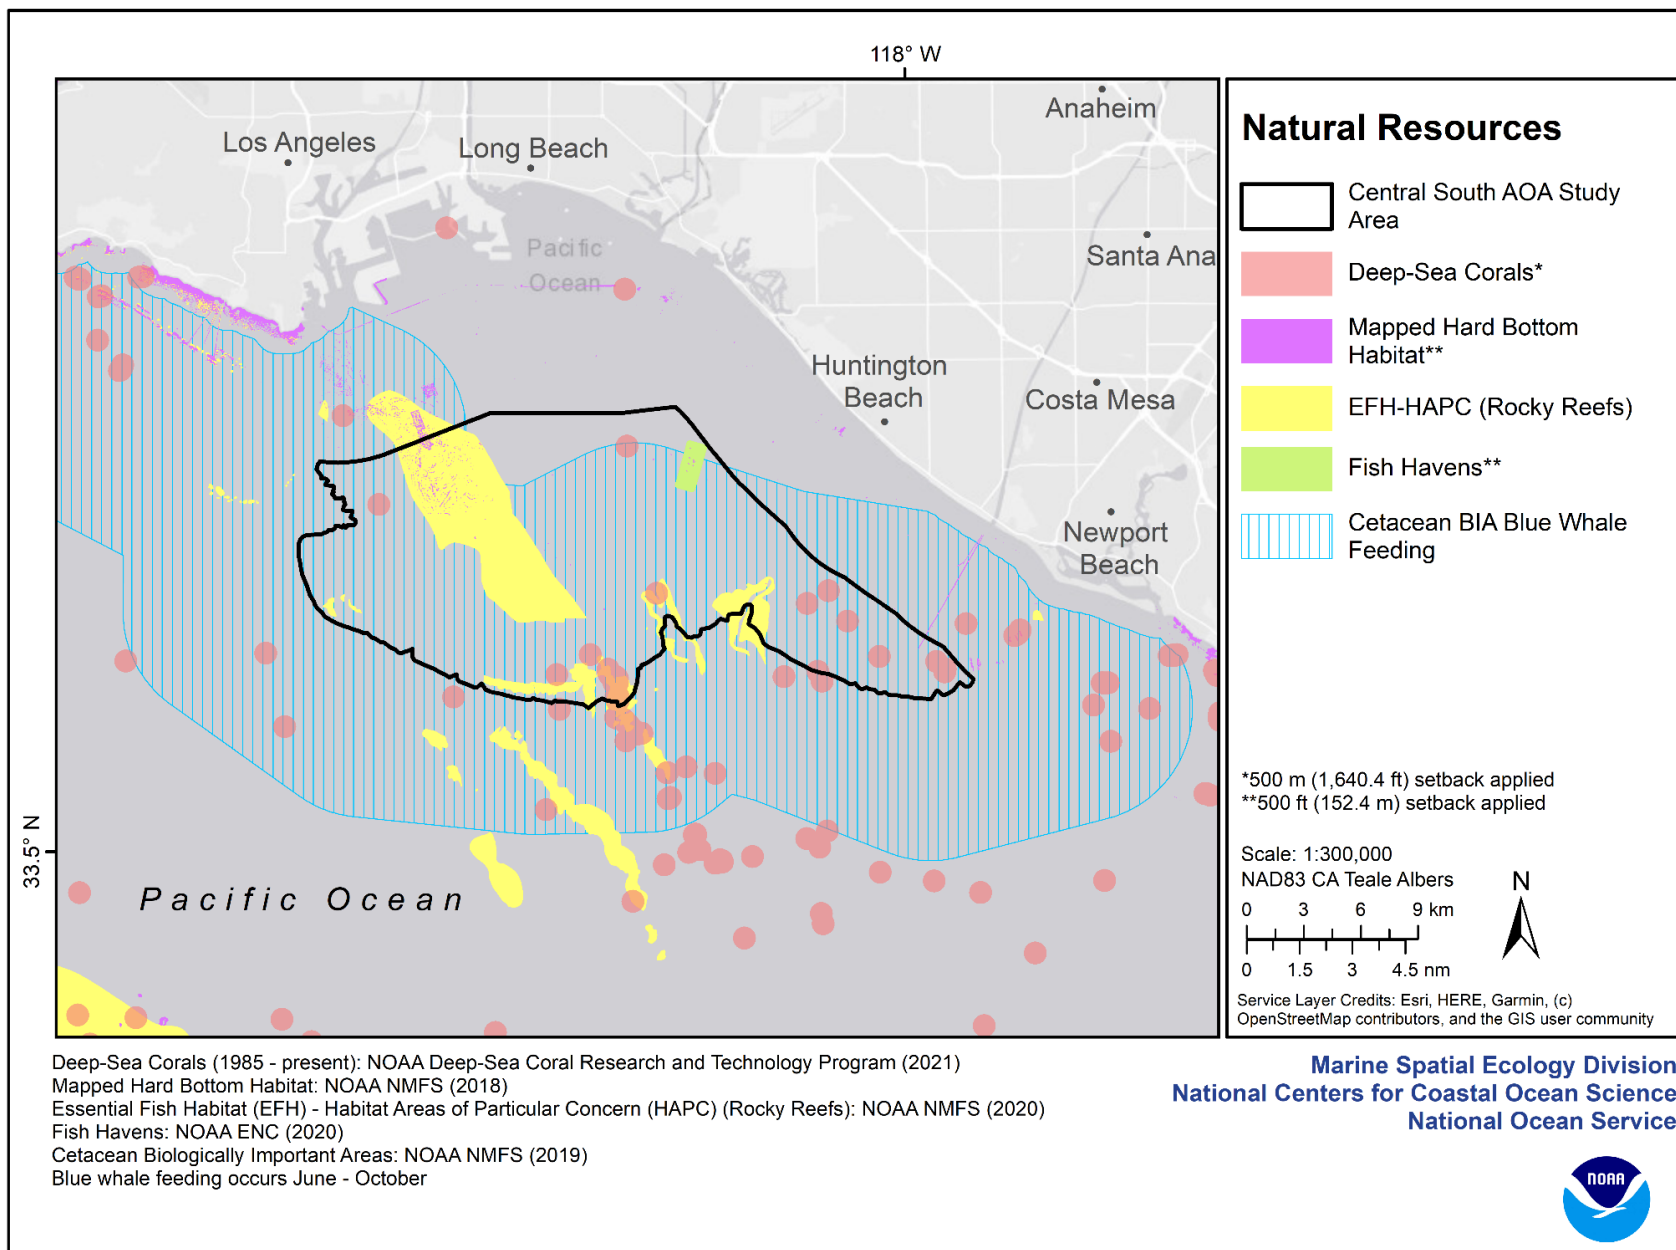 118° W
Anaheim
Los Angeles
Long Beach
Pacific
Ocean
Santa Ana
Huntington
Beach
Costa Mesa
Newport
Beach
33.5° N
Pacific Ocean
Natural Resources
Central South AOA Study
Area
Deep-Sea Corals*
Mapped Hard Bottom
Habitat**
EFH-HAPC (Rocky Reefs)
Fish Havens**
Cetacean BIA Blue Whale
Feeding
*500 m (1,640.4 ft) setback applied
**500 ft (152.4 m) setback applied
Scale: 1:300,000
NAD83 CA Teale Albers
0 3 6 9 km
0 1.5 3 4.5 nm
N
Service Layer Credits: Esri, HERE, Garmin, (c)
OpenStreetMap contributors, and the GIS user community
Deep-Sea Corals (1985 - present): NOAA Deep-Sea Coral Research and Technology Program (2021)
Mapped Hard Bottom Habitat: NOAA NMFS (2018)
Essential Fish Habitat (EFH) - Habitat Areas of Particular Concern (HAPC) (Rocky Reefs): NOAA NMFS (2020)
Fish Havens: NOAA ENC (2020)
Cetacean Biologically Important Areas: NOAA NMFS (2019)
Blue whale feeding occurs June - October
Marine Spatial Ecology Division
National Centers for Coastal Ocean Science
National Ocean Service
NOAA